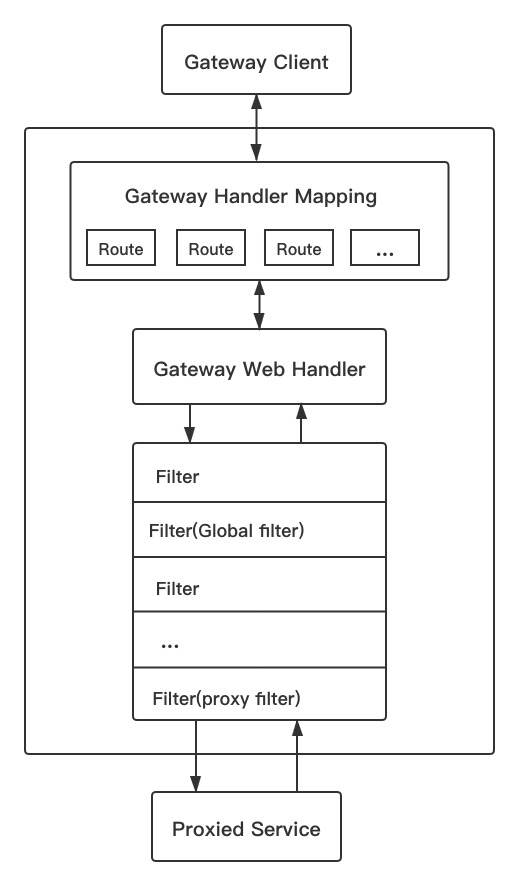 Gateway Client
Gateway Handler Mapping
Route Route Route ...
Gateway Web Handler
Filter
Filter(Global filter)
Filter
...
Filter(proxy filter)
Proxied Service